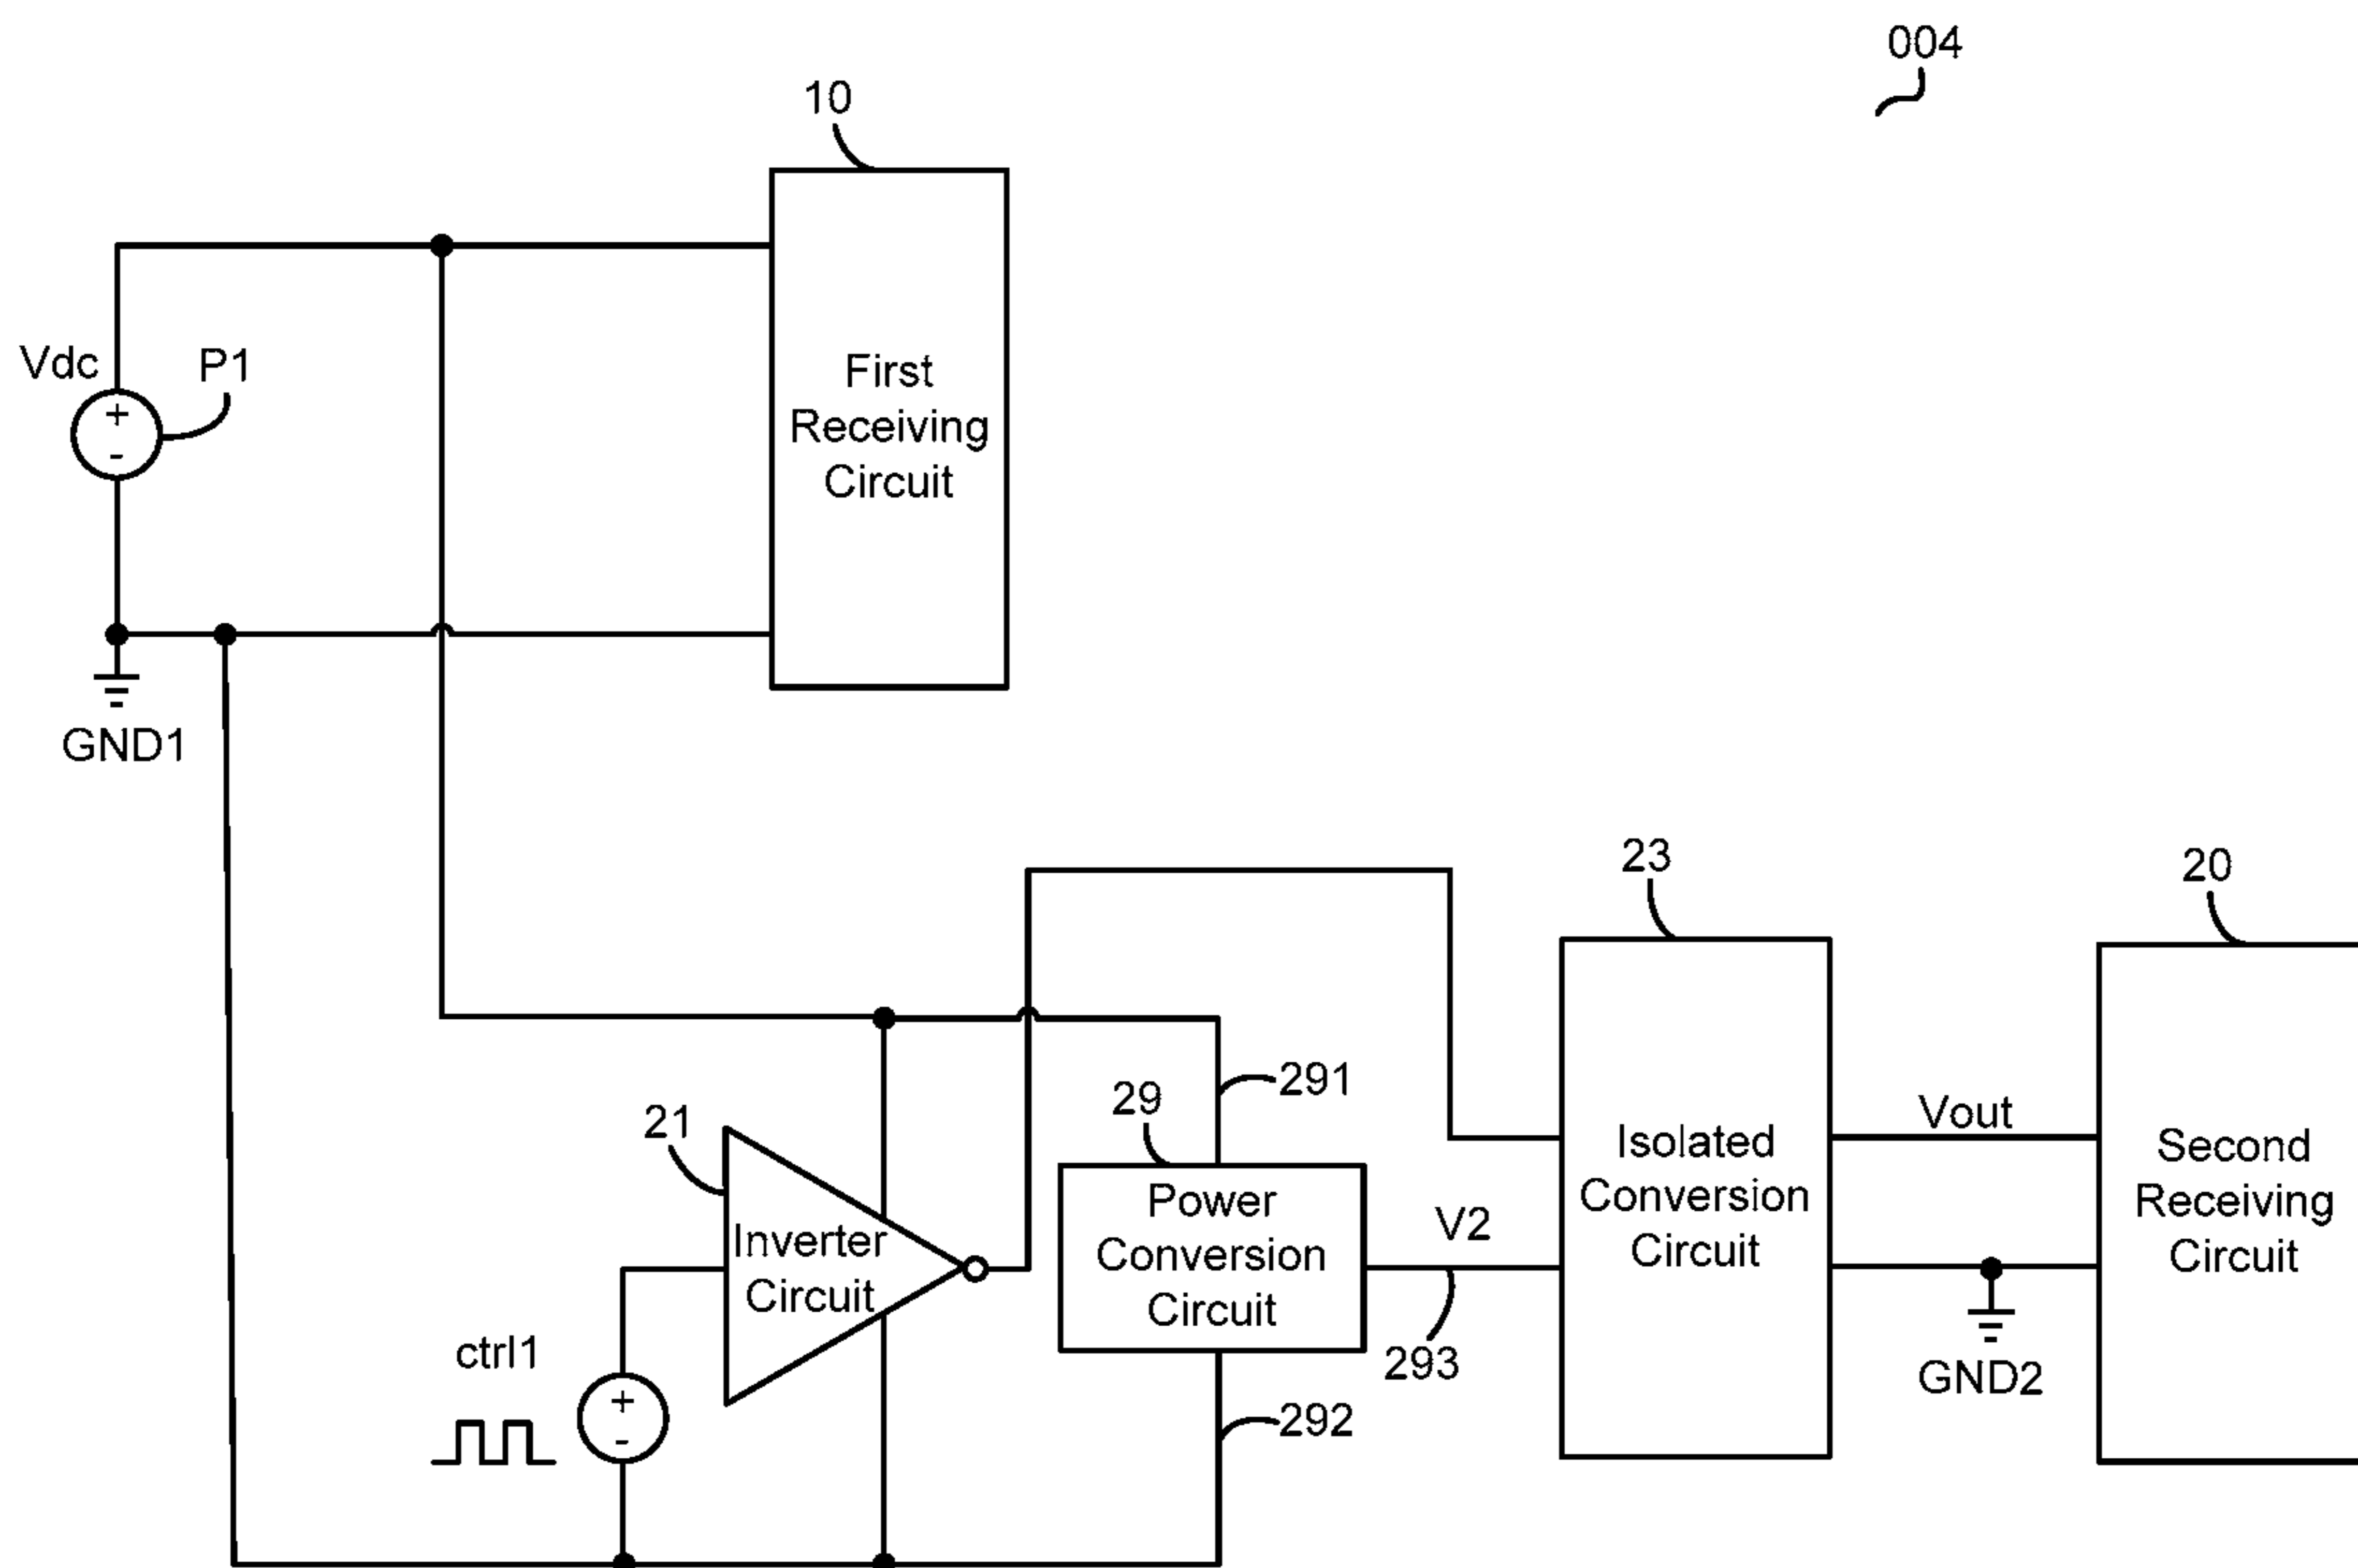 004
10
First
Receiving
Circuit
Vdc
P1
+
-
GND1
23
20
291
29
21
Vout
Isolated
Conversion
Circuit
Second
Receiving
Circuit
Power
Conversion
Circuit
V2
Inverter
Circuit
293
GND2
ctrl1
+
-
292